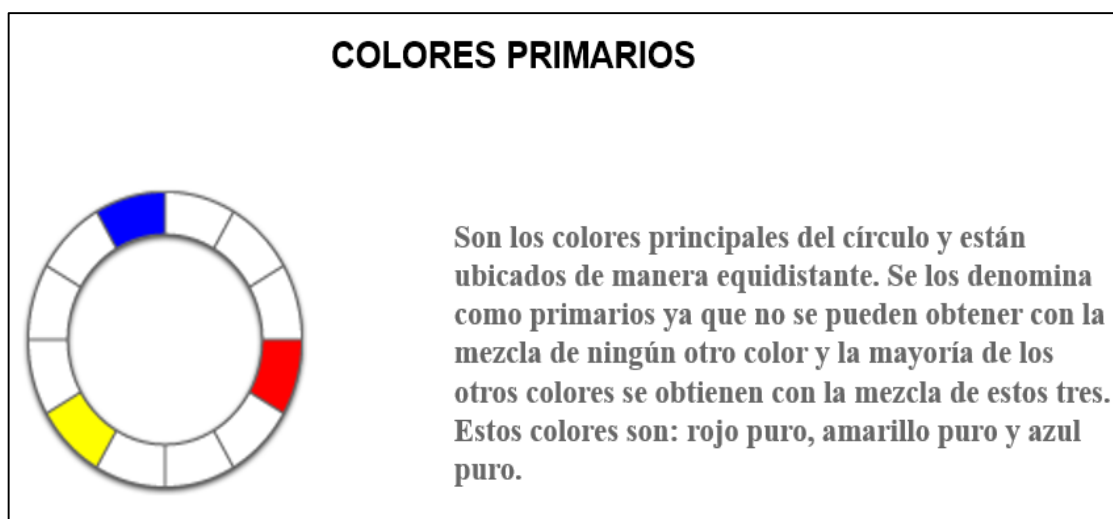 COLORES PRIMARIOS
Son los colores principales del círculo y están
ubicados de manera equidistante. Se los denomina
como primarios ya que no se pueden obtener con la
mezcla de ningún otro color y la mayoría de los
otros colores se obtienen con la mezcla de estos tres.
Estos colores son: rojo puro, amarillo puro y azul
puro.